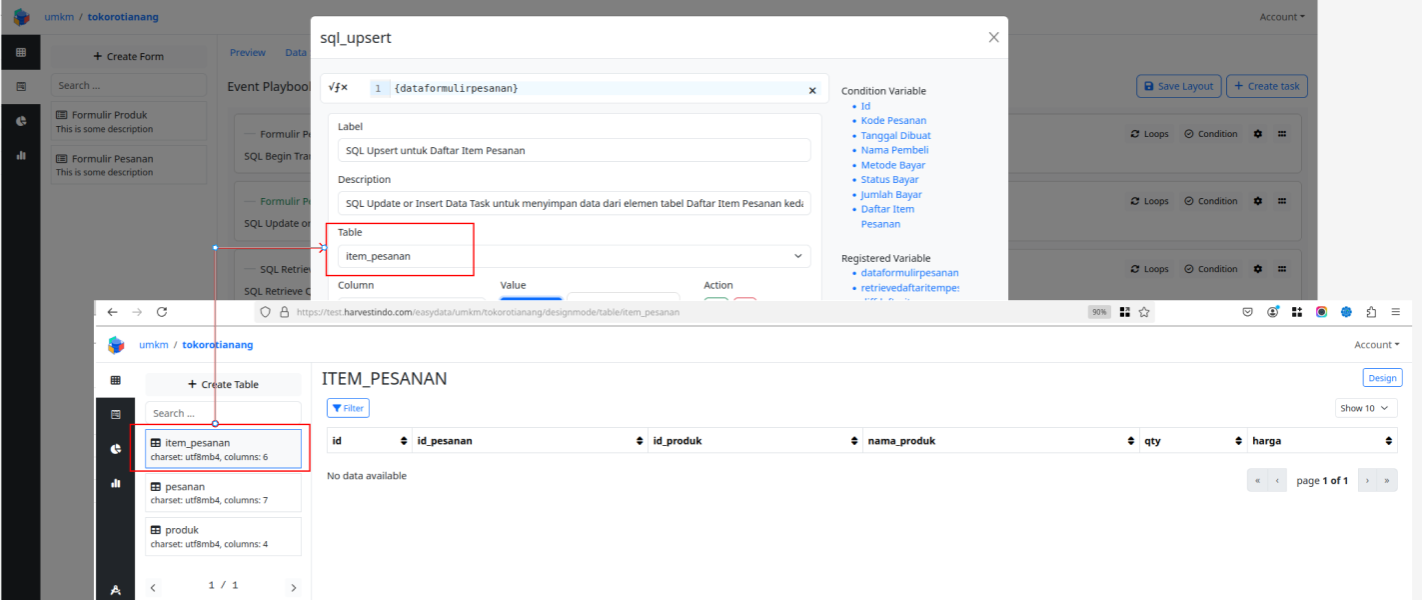 umkm / tokorotianang
Account
sql_upsert
+ Create Form
Preview Data
Search ...
Event Playboo
Save Layout
+ Create task
1 {dataformulirpesanan}
Condition Variable
Id
Kode Pesanan
Tanggal Dibuat
Nama Pembeli
Metode Bayar
Status Bayar
Jumlah Bayar
Daftar Item
Pesanan
Formulir Produk
This is some description
Formulir Pesanan
This is some description
Formulir P
SQL Begin Tra
Loops Condition
Label
SQL Upsert untuk Daftar Item Pesanan
Description
SQL Update or Insert Data Task untuk menyimpan data dari elemen tabel Daftar Item Pesanan keda
Formulir P
SQL Update or
Loops Condition
Table
item_pesanan
Registered Variable
dataformulirpesanan
retrievedaftaritempe
SQL Retrie
SQL Retrieve
Loops Condition
Column Value Action
https://test.harvestindo.com/easydata/umkm/tokorotianang/designmode/table/item_pesanan
90%
umkm / tokorotianang
Account
+ Create Table
ITEM_PESANAN
Design
Search ...
Filter
Show 10
item_pesanan
charset: utf8mb4, columns: 6
id id_pesanan id_produk nama_produk qty harga
No data available
« ‹ page 1 of 1 › »
pesanan
charset: utf8mb4, columns: 7
produk
charset: utf8mb4, columns: 4
1 / 1